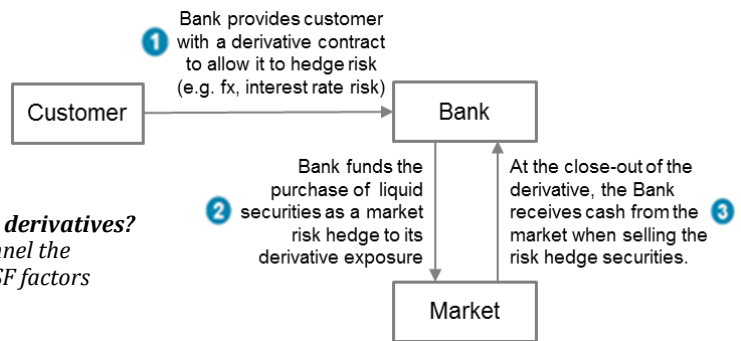 Bank provides customer
1 with a derivative contract
to allow it to hedge risk
(e.g. fx, interest rate risk)
Customer
Bank
Bank funds the
purchase of liquid
2 securities as a market
risk hedge to its
derivative exposure
At the close-out of the
derivative, the Bank
receives cash from the 3
market when selling the
risk hedge securities.
derivatives?
the
factors
Market